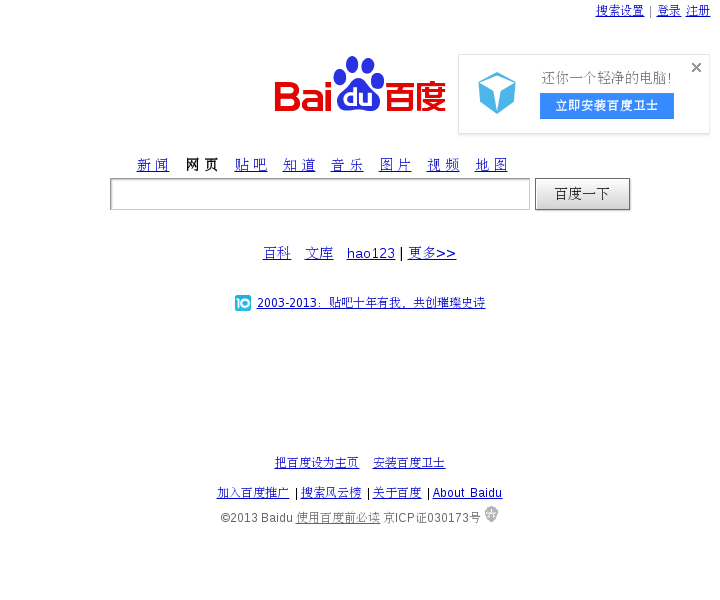 搜索设置 | 登录 注册
Bai du 百度
还你一个轻净的电脑!
立即安装百度卫士
新 闻 网 页 贴 吧 知 道 音 乐 图 片 视 频 地 图
百度一下
百科 文库 hao123 | 更多>>
10 2003-2013：贴吧十年有我，共创璀璨史诗
把百度设为主页 安装百度卫士
加入百度推广 | 搜索风云榜 | 关于百度 | About Baidu
©2013 Baidu 使用百度前必读 京ICP证030173号